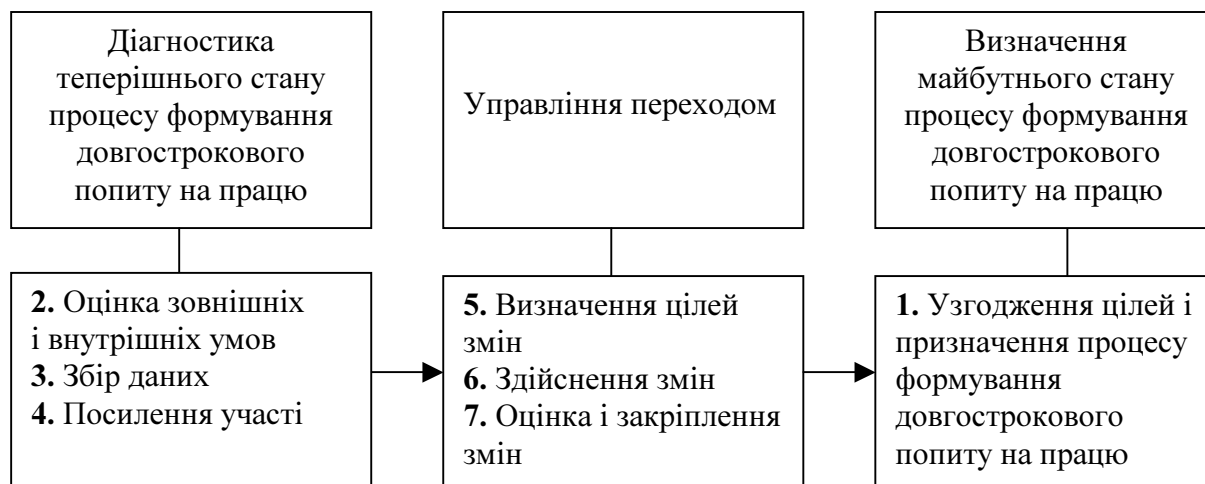 Діагностика
теперішнього стану
процесу формування
довгострокового
попиту на працю
Управління переходом
Визначення
майбутнього стану
процесу формування
довгострокового
попиту на працю
2. Оцінка зовнішніх
і внутрішніх умов
3. Збір даних
4. Посилення участі
5. Визначення цілей
змін
6. Здійснення змін
7. Оцінка і закріплення
змін
1. Узгодження цілей і
призначення процесу
формування
довгострокового
попиту на працю